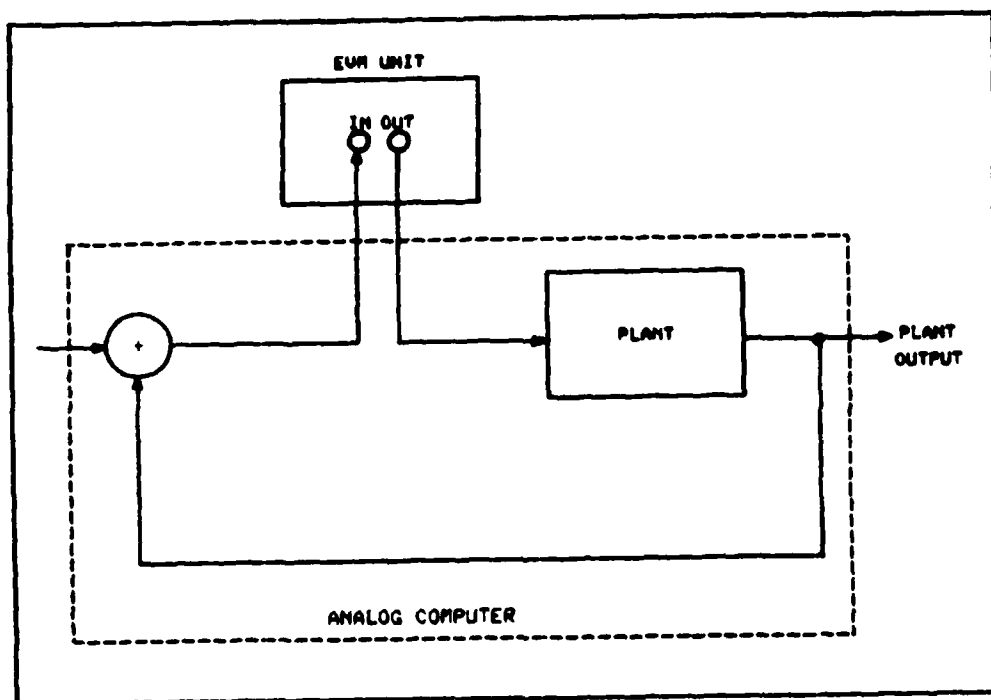 EVM UNIT
IN OUT
+
PLANT
PLANT
OUTPUT
ANALOG COMPUTER